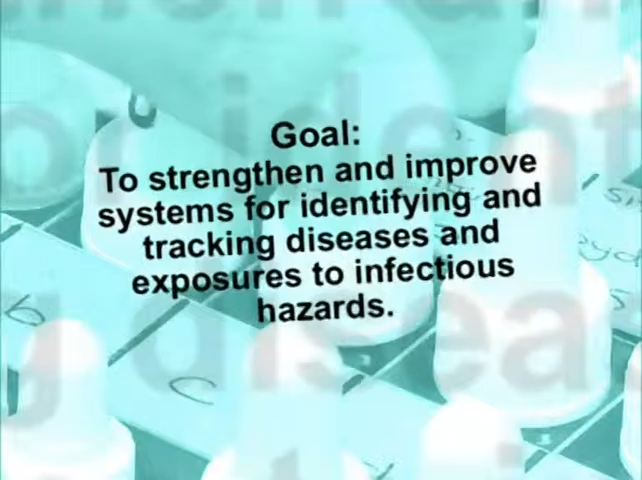 Goal:
To strengthen and improve
systems for identifying and
tracking diseases and
exposures to infectious
hazards.
b
C